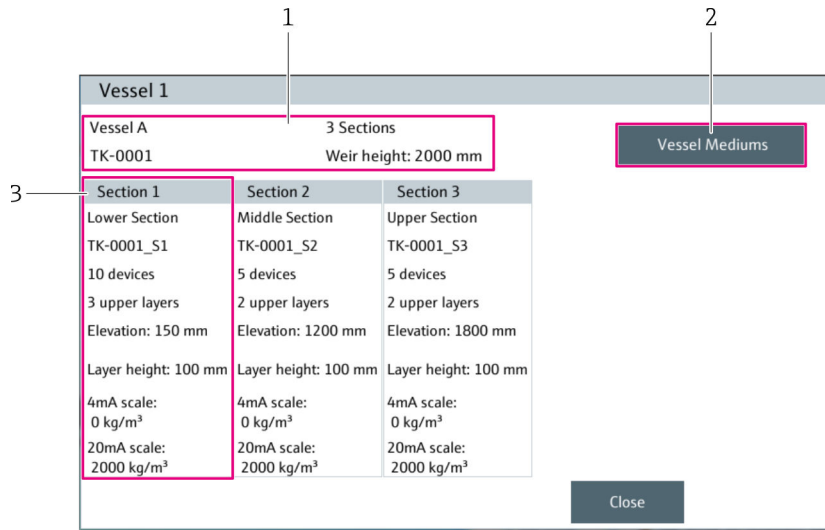 1
2
Vessel 1
Vessel A
3 Sections
TK-0001
Weir height: 2000 mm
Vessel Mediums
3
Section 1
Lower Section
TK-0001_S1
10 devices
3 upper layers
Elevation: 150 mm
Layer height: 100 mm
4mA scale:
0 kg/m³
20mA scale:
2000 kg/m³
Section 2
Middle Section
TK-0001_S2
5 devices
2 upper layers
Elevation: 1200 mm
Layer height: 100 mm
4mA scale:
0 kg/m³
20mA scale:
2000 kg/m³
Section 3
Upper Section
TK-0001_S3
5 devices
2 upper layers
Elevation: 1800 mm
Layer height: 100 mm
4mA scale:
0 kg/m³
20mA scale:
2000 kg/m³
Close